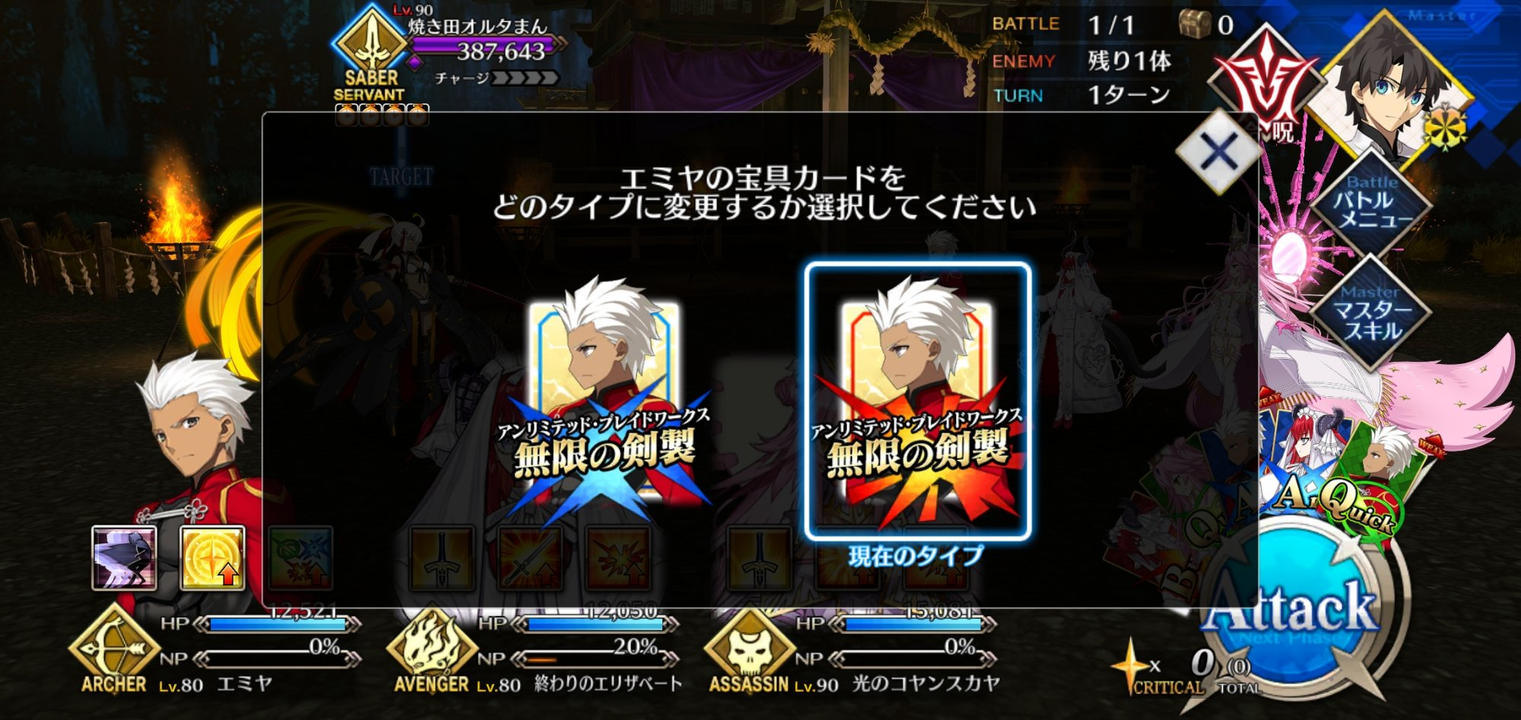 Lv.90
焼き田オルタまん
387,643
チャージ
SABER
SERVANT
BATTLE 1/1
0
ENEMY 残り1体
TURN 1ターン
Master
呪
TARGET
エミヤの宝具カードを
どのタイプに変更するか選択してください
Battle
バトル
メニュー
Master
マスター
スキル
アンリミテッド・ブレイドワークス
無限の剣製
アンリミテッド・ブレイドワークス
無限の剣製
現在のタイプ
WEAK
WEAK
Quick
Attack
Next Phase
HP 12,521
NP 0%
ARCHER Lv.80 エミヤ
HP 12,050
NP 20%
AVENGER Lv.80 終わりのエリザベート
HP 15,081
NP 0%
ASSASSIN Lv.90 光のコヤンスカヤ
x 0 (0)
CRITICAL TOTAL